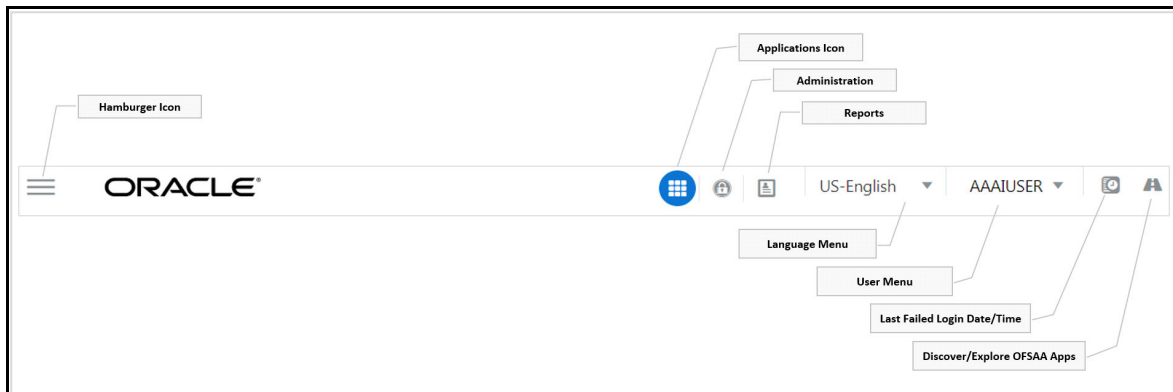 Applications Icon
Administration
Hamburger Icon
Reports
ORACLE®
US-English
AAAIUSER
Language Menu
User Menu
Last Failed Login Date/Time
Discover/Explore OFSAA Apps